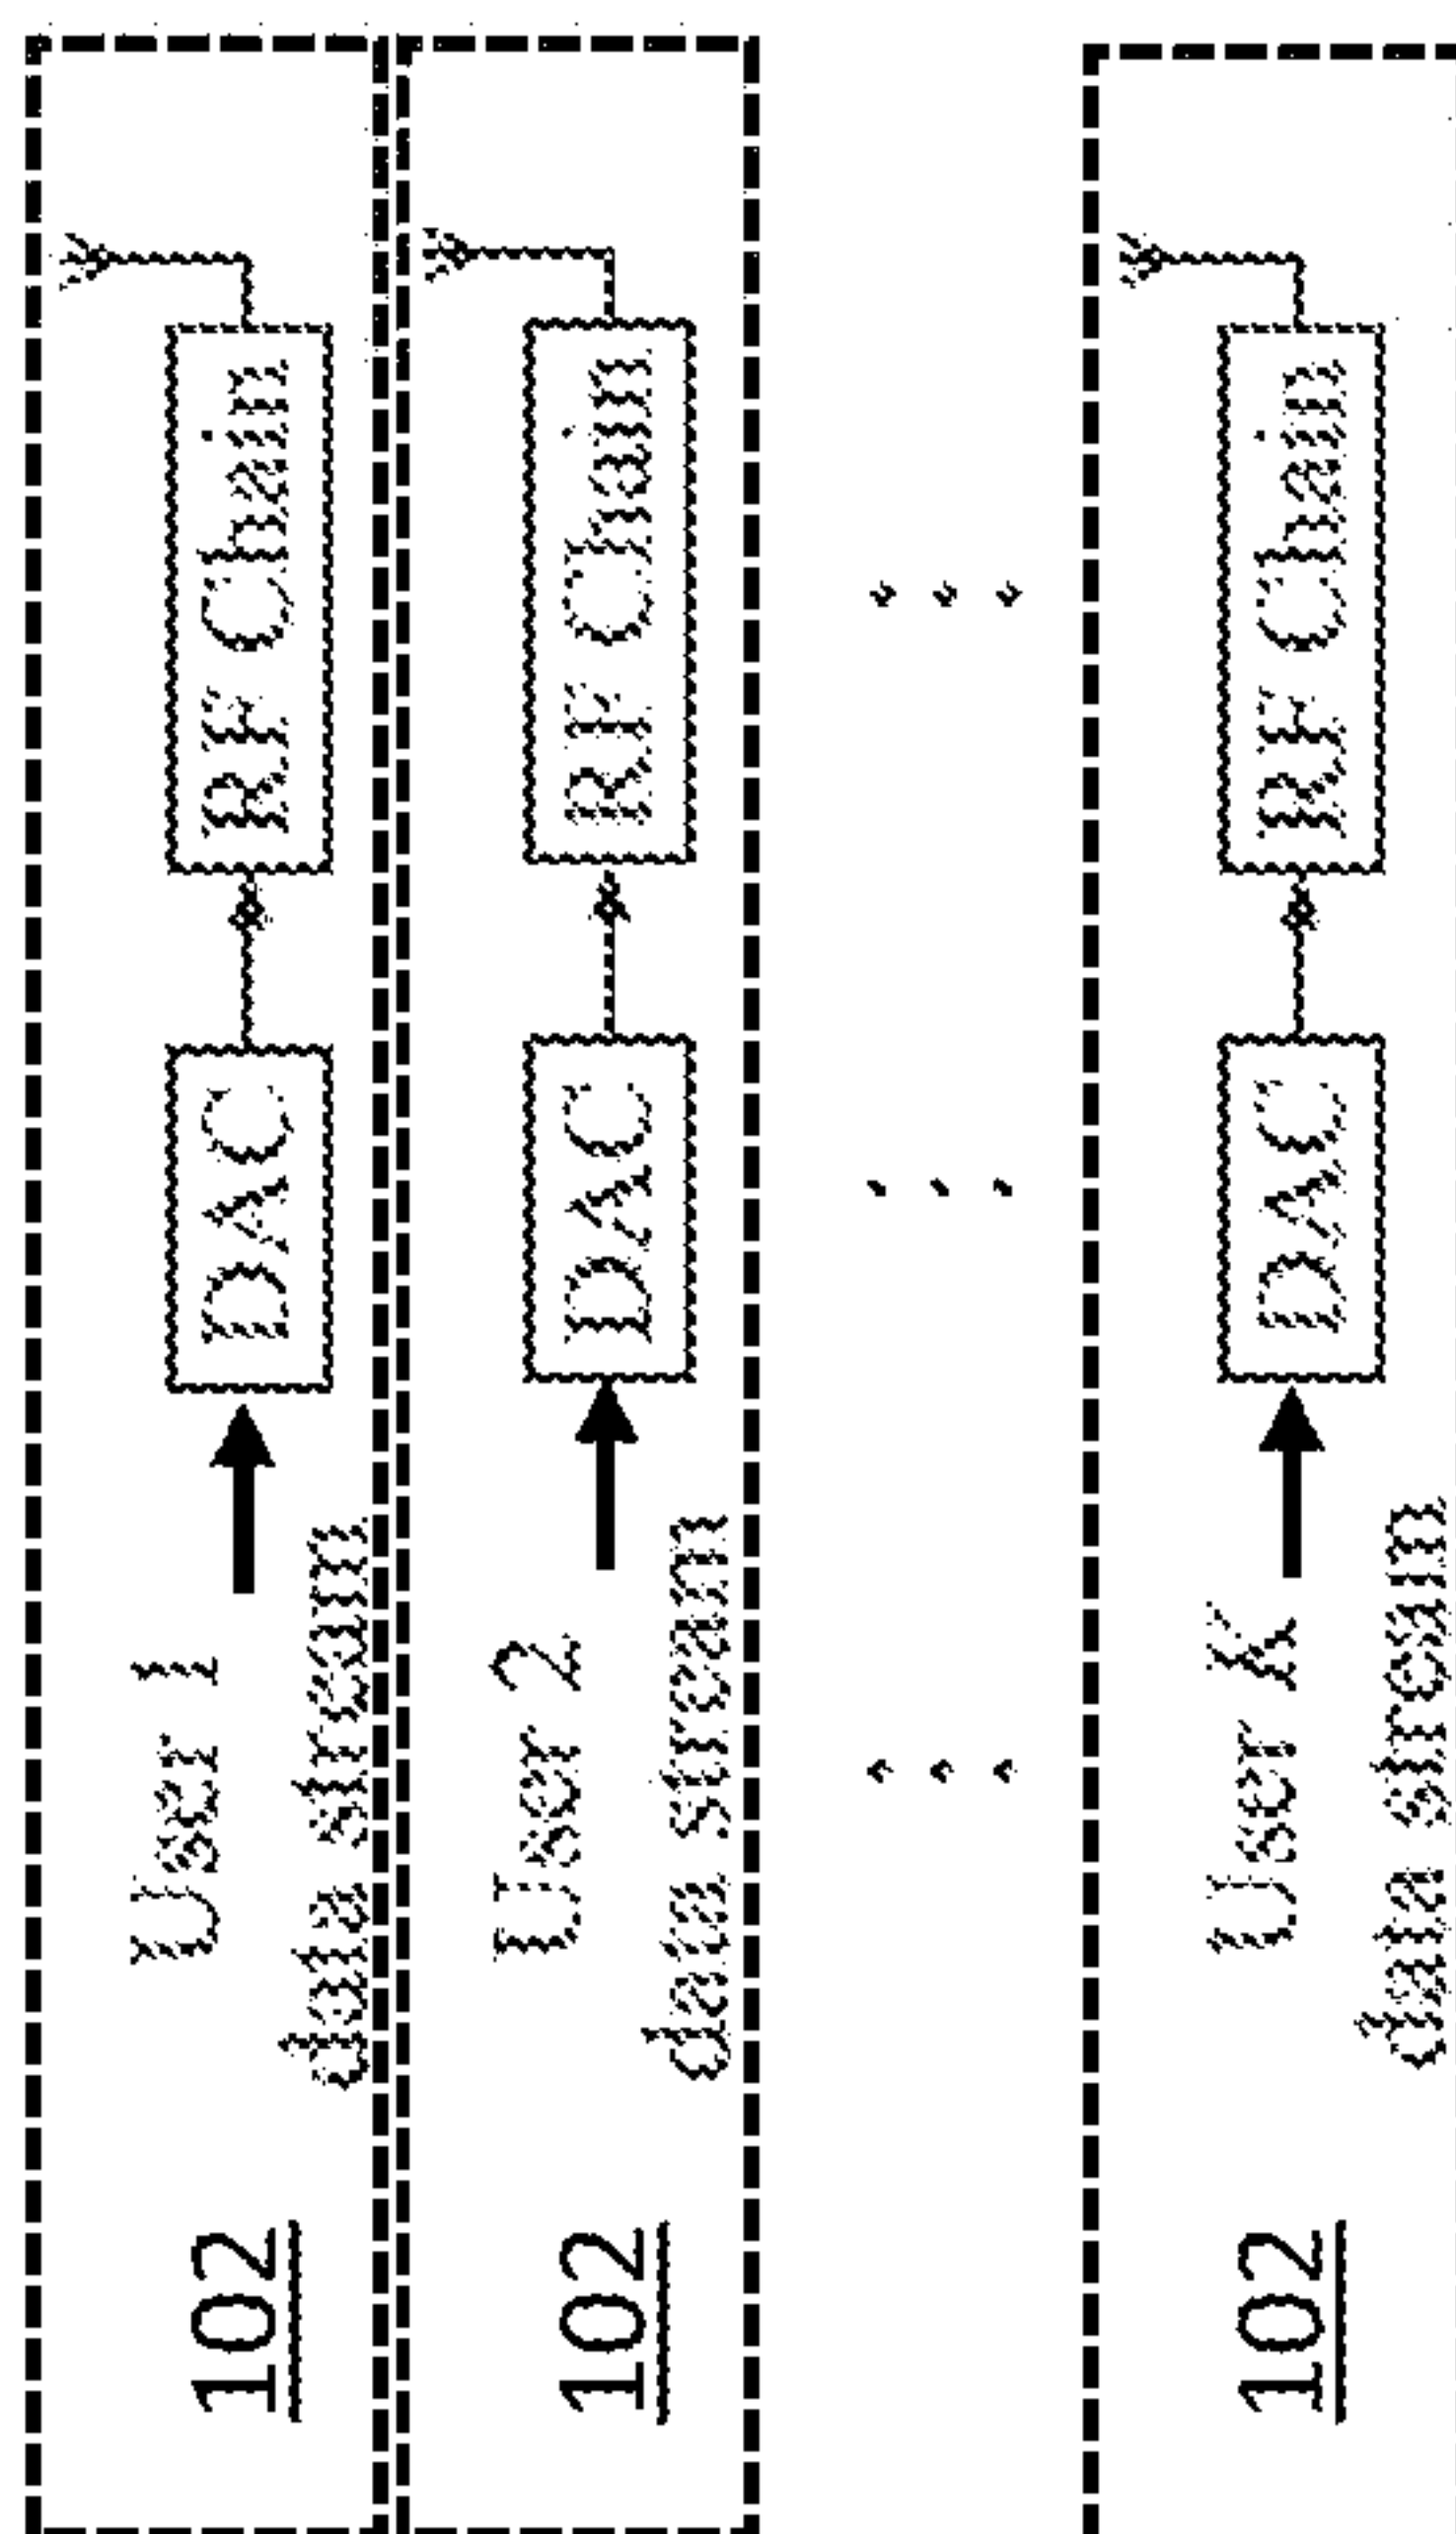 102
User 1
data stream
DAC
RF Chain
102
User 2
data stream
DAC
RF Chain
102
User K
data stream
DAC
RF Chain